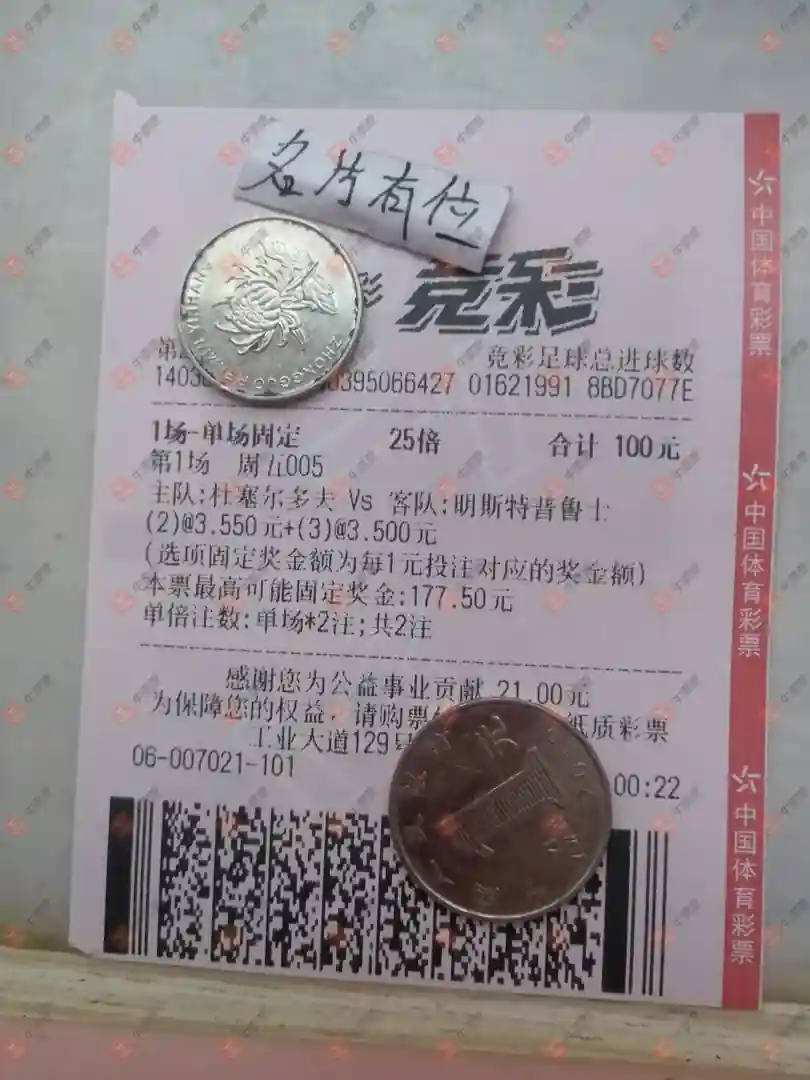 名片有位
彩 竞彩
ZHONGGUO RENMIN YINHANG
第 竞彩足球总进球数
1403 395066427 01621991 8BD7077E
1场-单场固定 25倍 合计 100元
第1场 周五005
主队:杜塞尔多夫 Vs 客队:明斯特普鲁士
(2)@3.550元+(3)@3.500元
(选项固定奖金额为每1元投注对应的奖金额)
本票最高可能固定奖金:177.50元
单倍注数:单场*2注;共2注
感谢您为公益事业贡献 21.00元
为保障您的权益,请购票 纸质彩票
工业大道129号
06-007021-101 00:22
中国体育彩票
中国体育彩票
中国体育彩票